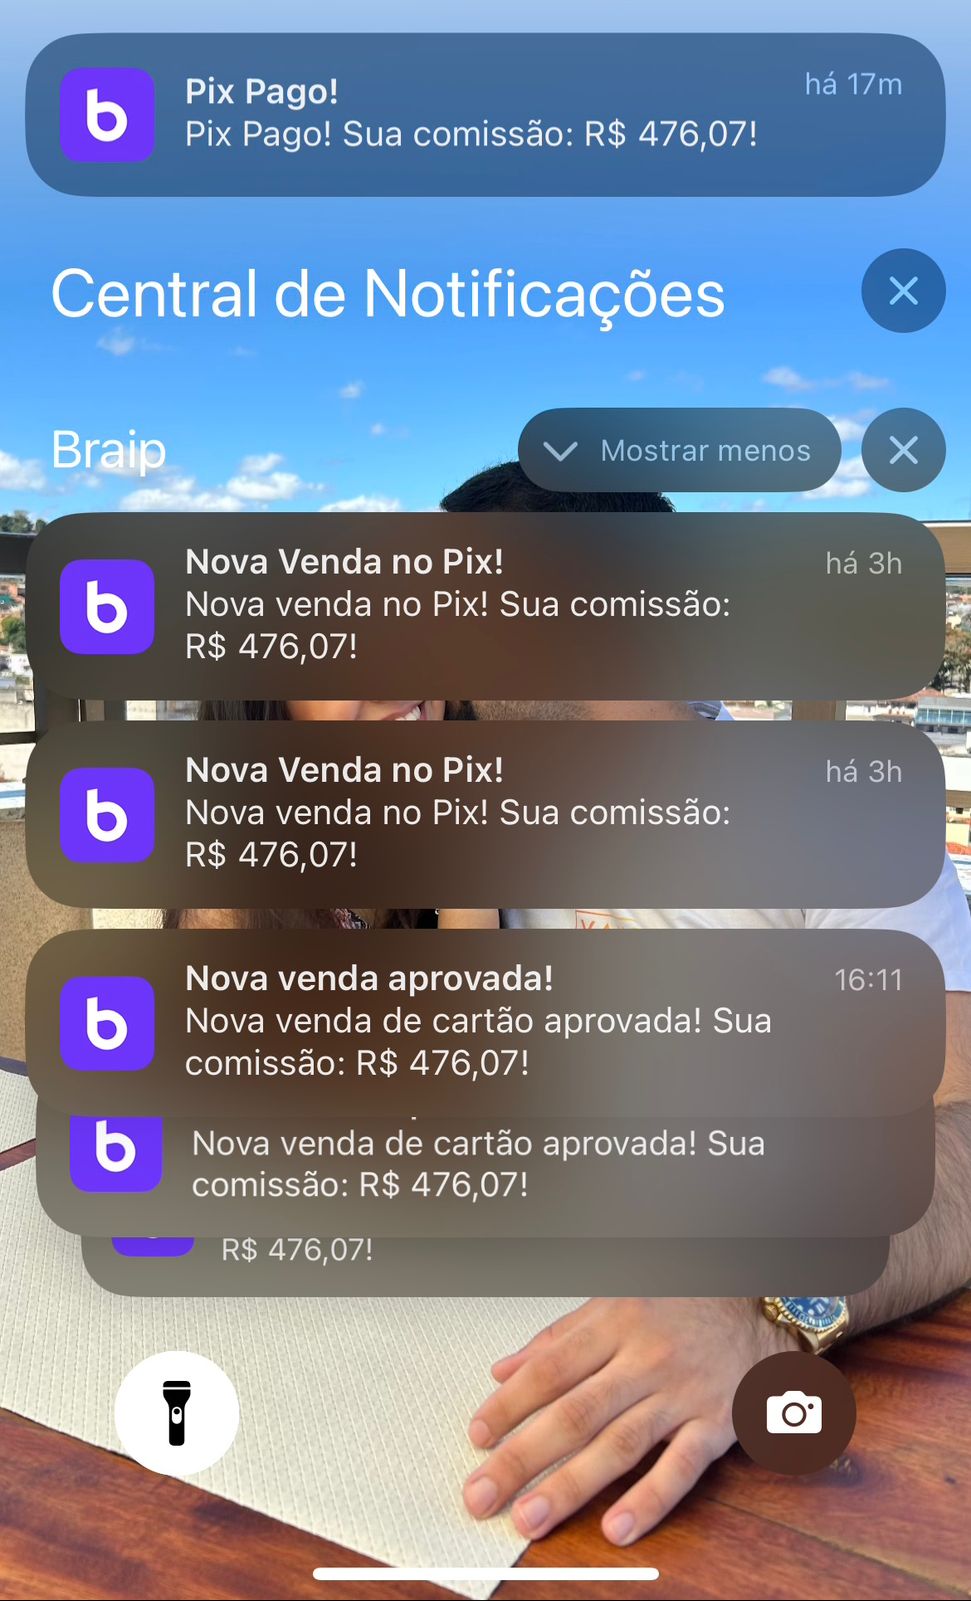 Pix Pago!
há 17m
Pix Pago! Sua comissão: R$ 476,07!
Central de Notificações
Braip
Mostrar menos
Nova Venda no Pix!
há 3h
Nova venda no Pix! Sua comissão:
R$ 476,07!
Nova Venda no Pix!
há 3h
Nova venda no Pix! Sua comissão:
R$ 476,07!
Nova venda aprovada!
16:11
Nova venda de cartão aprovada! Sua
comissão: R$ 476,07!
Nova venda de cartão aprovada! Sua
comissão: R$ 476,07!
R$ 476,07!